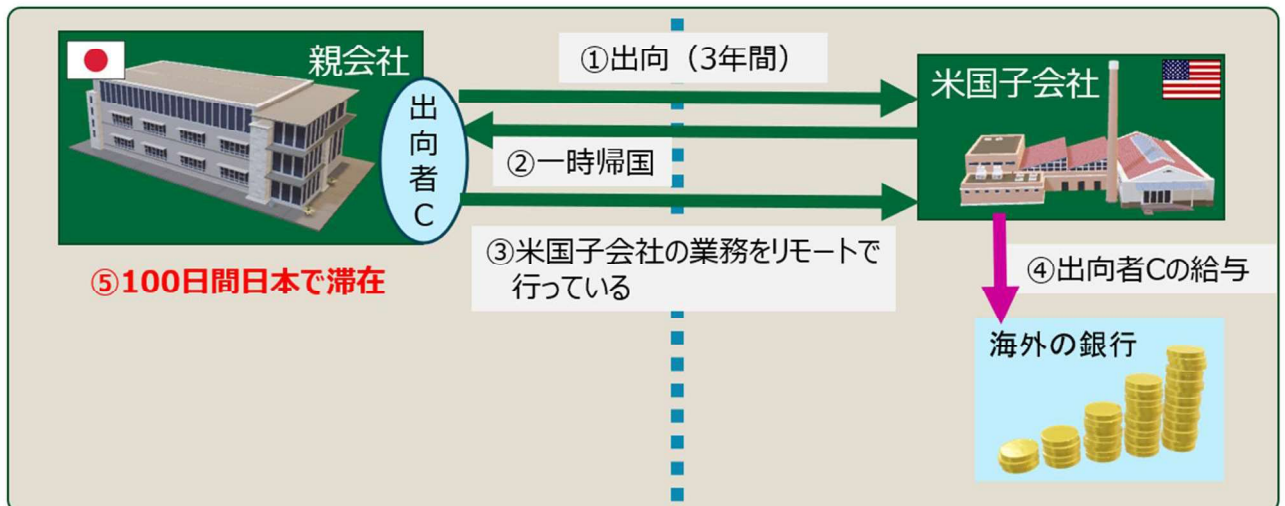 親会社
出向者C
①出向（3年間）
米国子会社
②一時帰国
③米国子会社の業務をリモートで
行っている
⑤100日間日本で滞在
④出向者Cの給与
海外の銀行